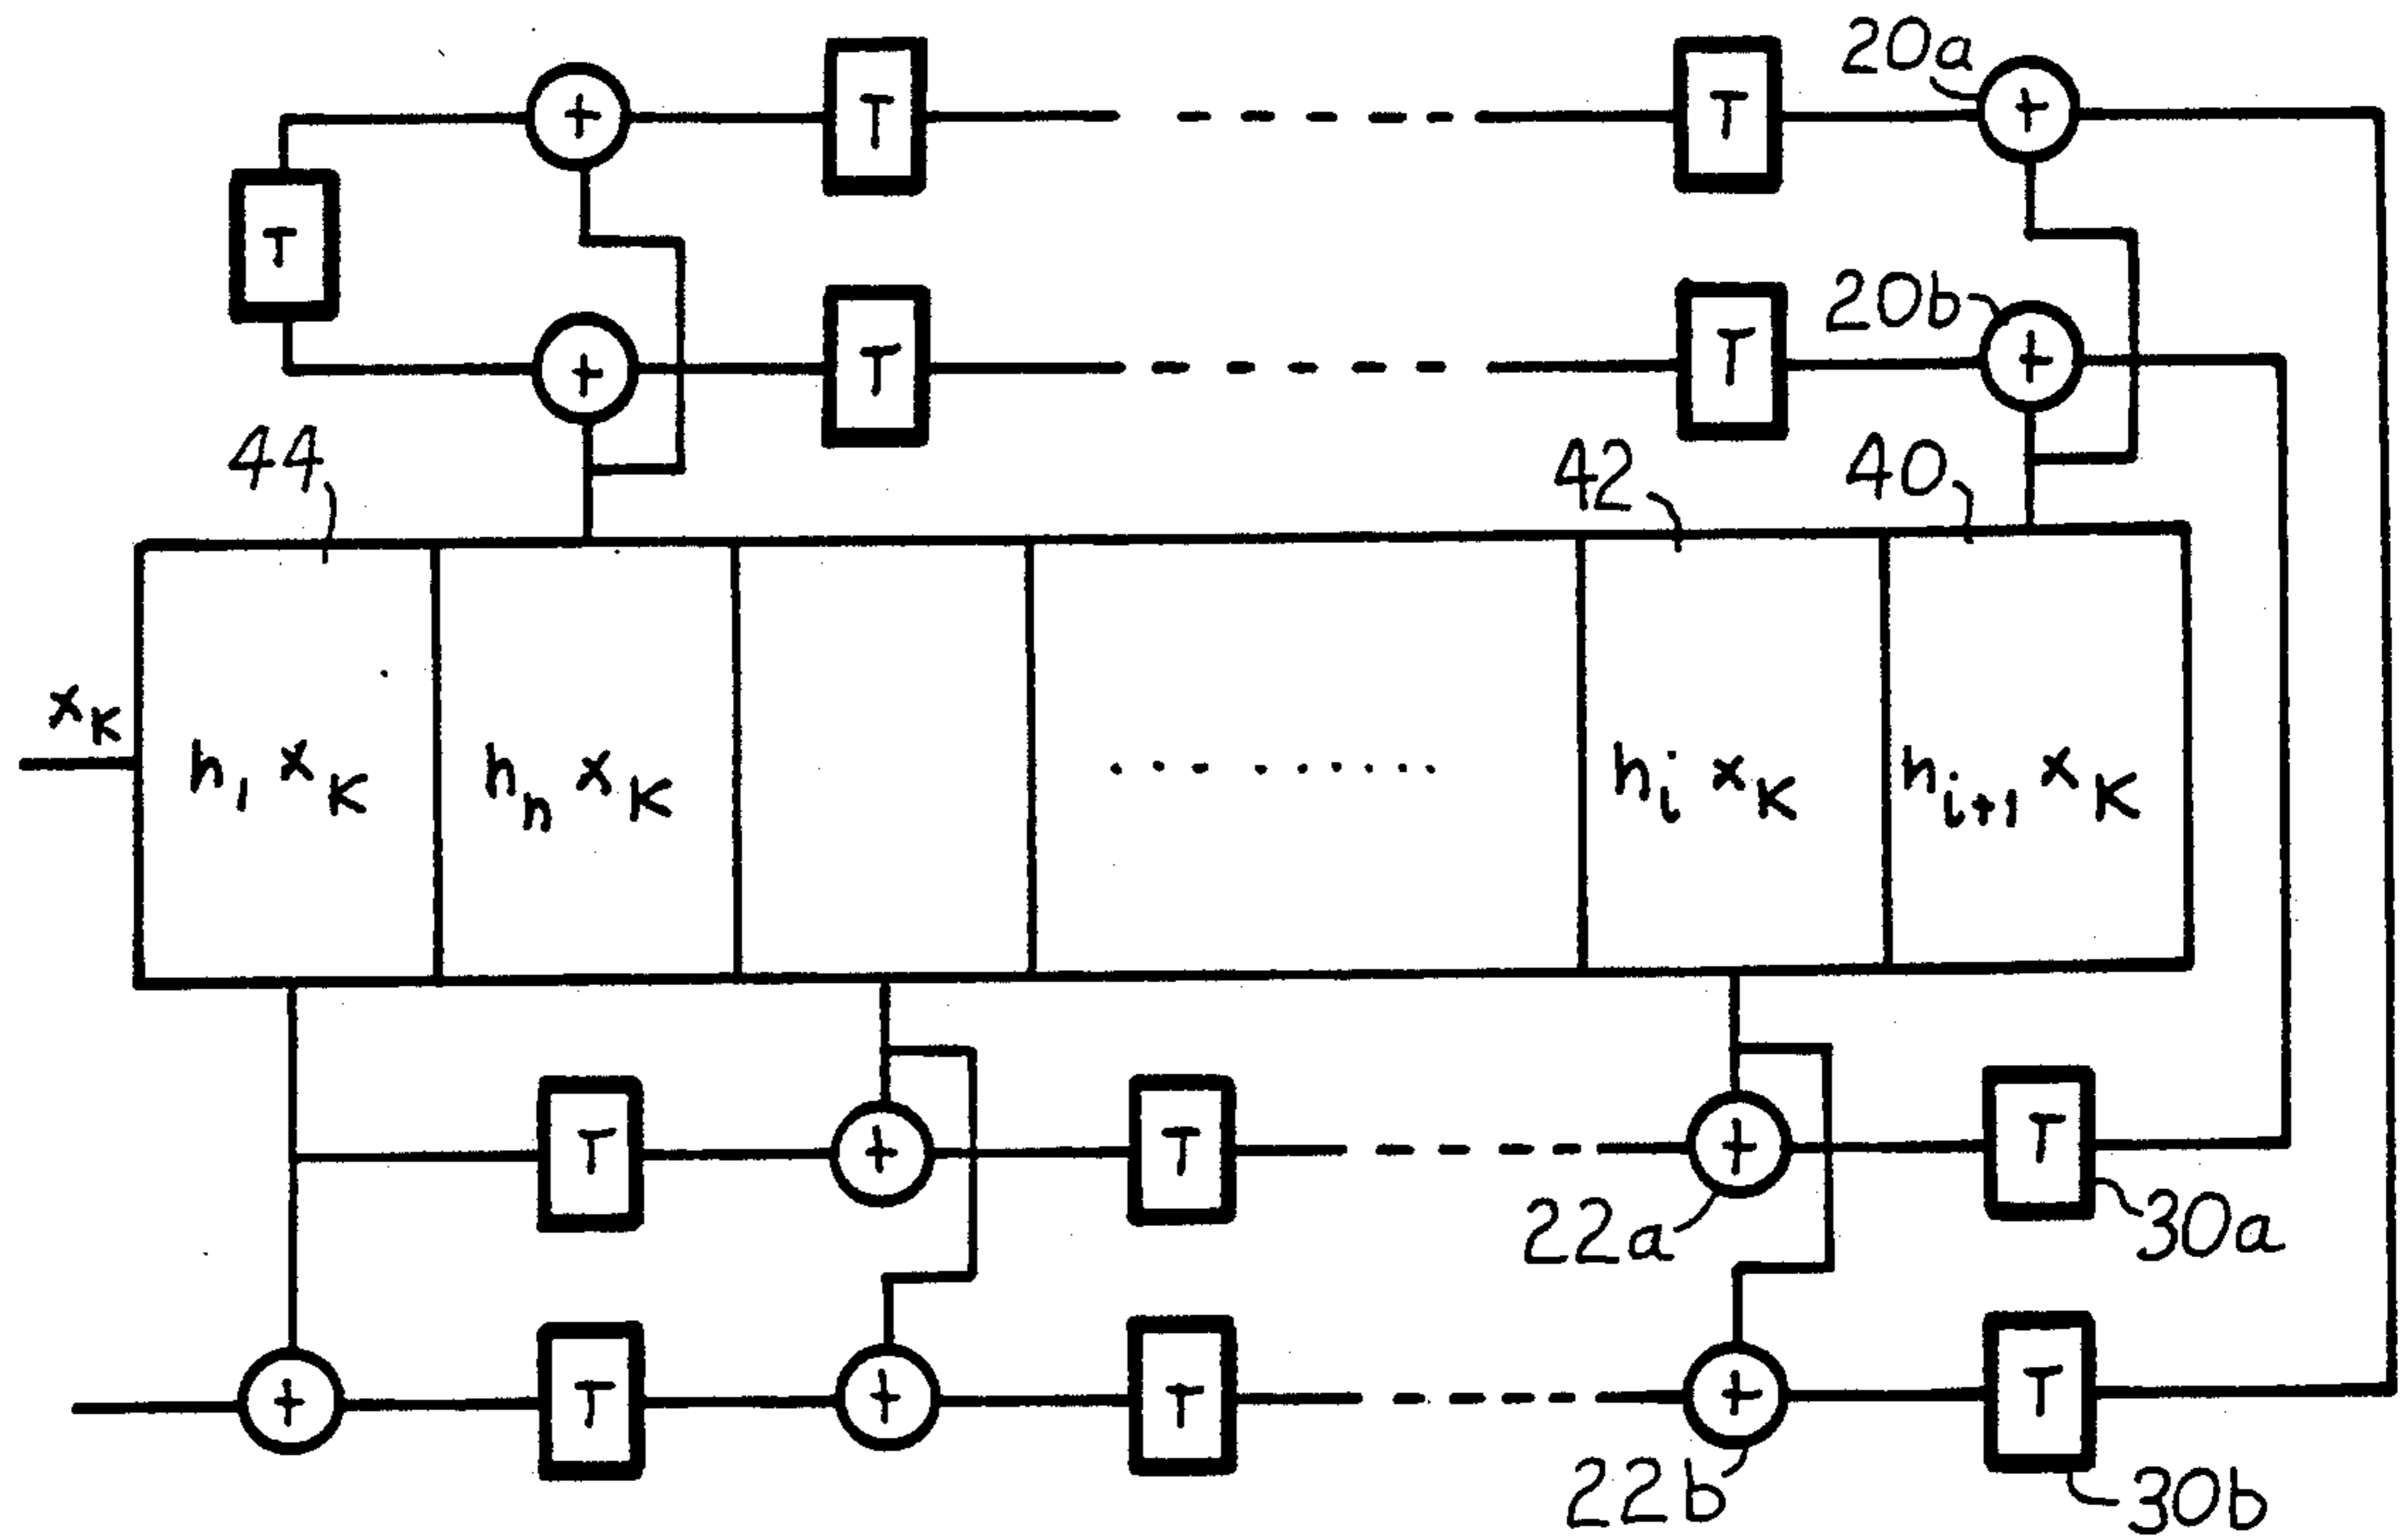 20a
+ T T +
T
20b
+ T T +
44 42 40
x_K
h_1 x_K h_n x_K . . . . . . . . . . h_i x_K h_{i+1} x_K
T + T + T
22a 30a
+ T + T + T
22b 30b